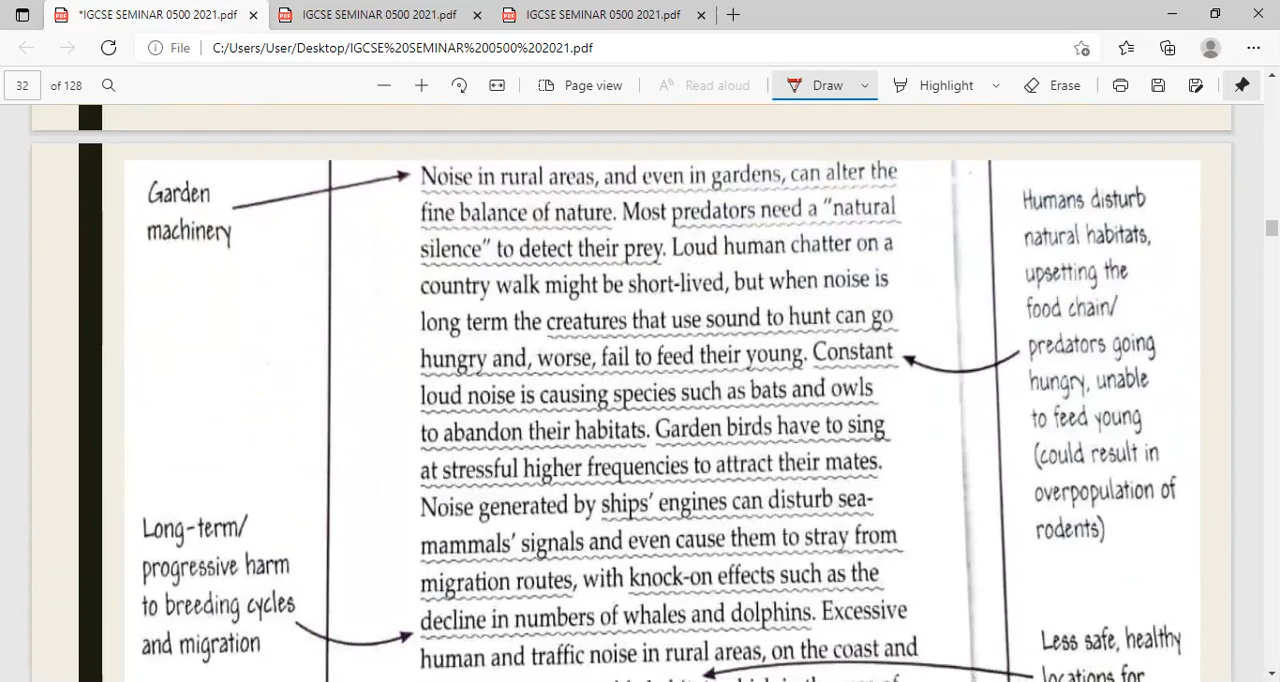 *IGCSE SEMINAR 0500 2021.pdf
IGCSE SEMINAR 0500 2021.pdf
IGCSE SEMINAR 0500 2021.pdf
File
C:/Users/User/Desktop/IGCSE%20SEMINAR%200500%202021.pdf
32
of 128
Page view
Read aloud
Draw
Highlight
Erase
Garden
machinery
Noise in rural areas, and even in gardens, can alter the
fine balance of nature. Most predators need a "natural
silence" to detect their prey. Loud human chatter on a
country walk might be short-lived, but when noise is
long term the creatures that use sound to hunt can go
hungry and, worse, fail to feed their young. Constant
loud noise is causing species such as bats and owls
to abandon their habitats. Garden birds have to sing
at stressful higher frequencies to attract their mates.
Noise generated by ships' engines can disturb sea-
mammals' signals and even cause them to stray from
migration routes, with knock-on effects such as the
decline in numbers of whales and dolphins. Excessive
human and traffic noise in rural areas, on the coast and
Humans disturb
natural habitats,
upsetting the
food chain/
predators going
hungry, unable
to feed young
(could result in
overpopulation of
rodents)
Long-term/
progressive harm
to breeding cycles
and migration
Less safe, healthy
locations for